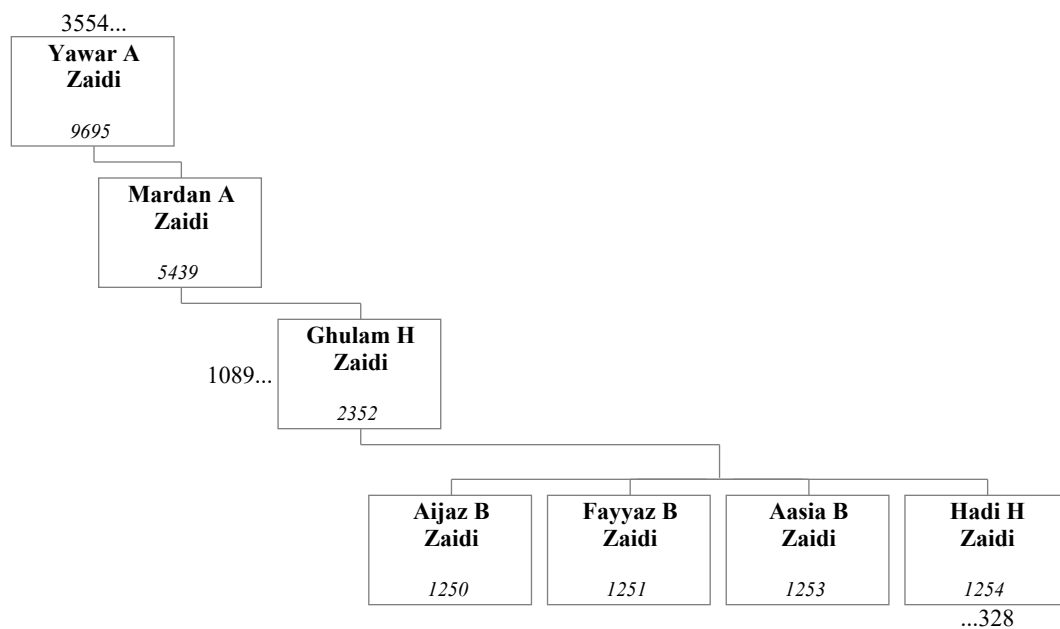 3554...
Yawar A
Zaidi
9695
Mardan A
Zaidi
5439
Ghulam H
Zaidi
1089...
2352
Aijaz B
Zaidi
1250
Fayyaz B
Zaidi
1251
Aasia B
Zaidi
1253
Hadi H
Zaidi
1254
...328